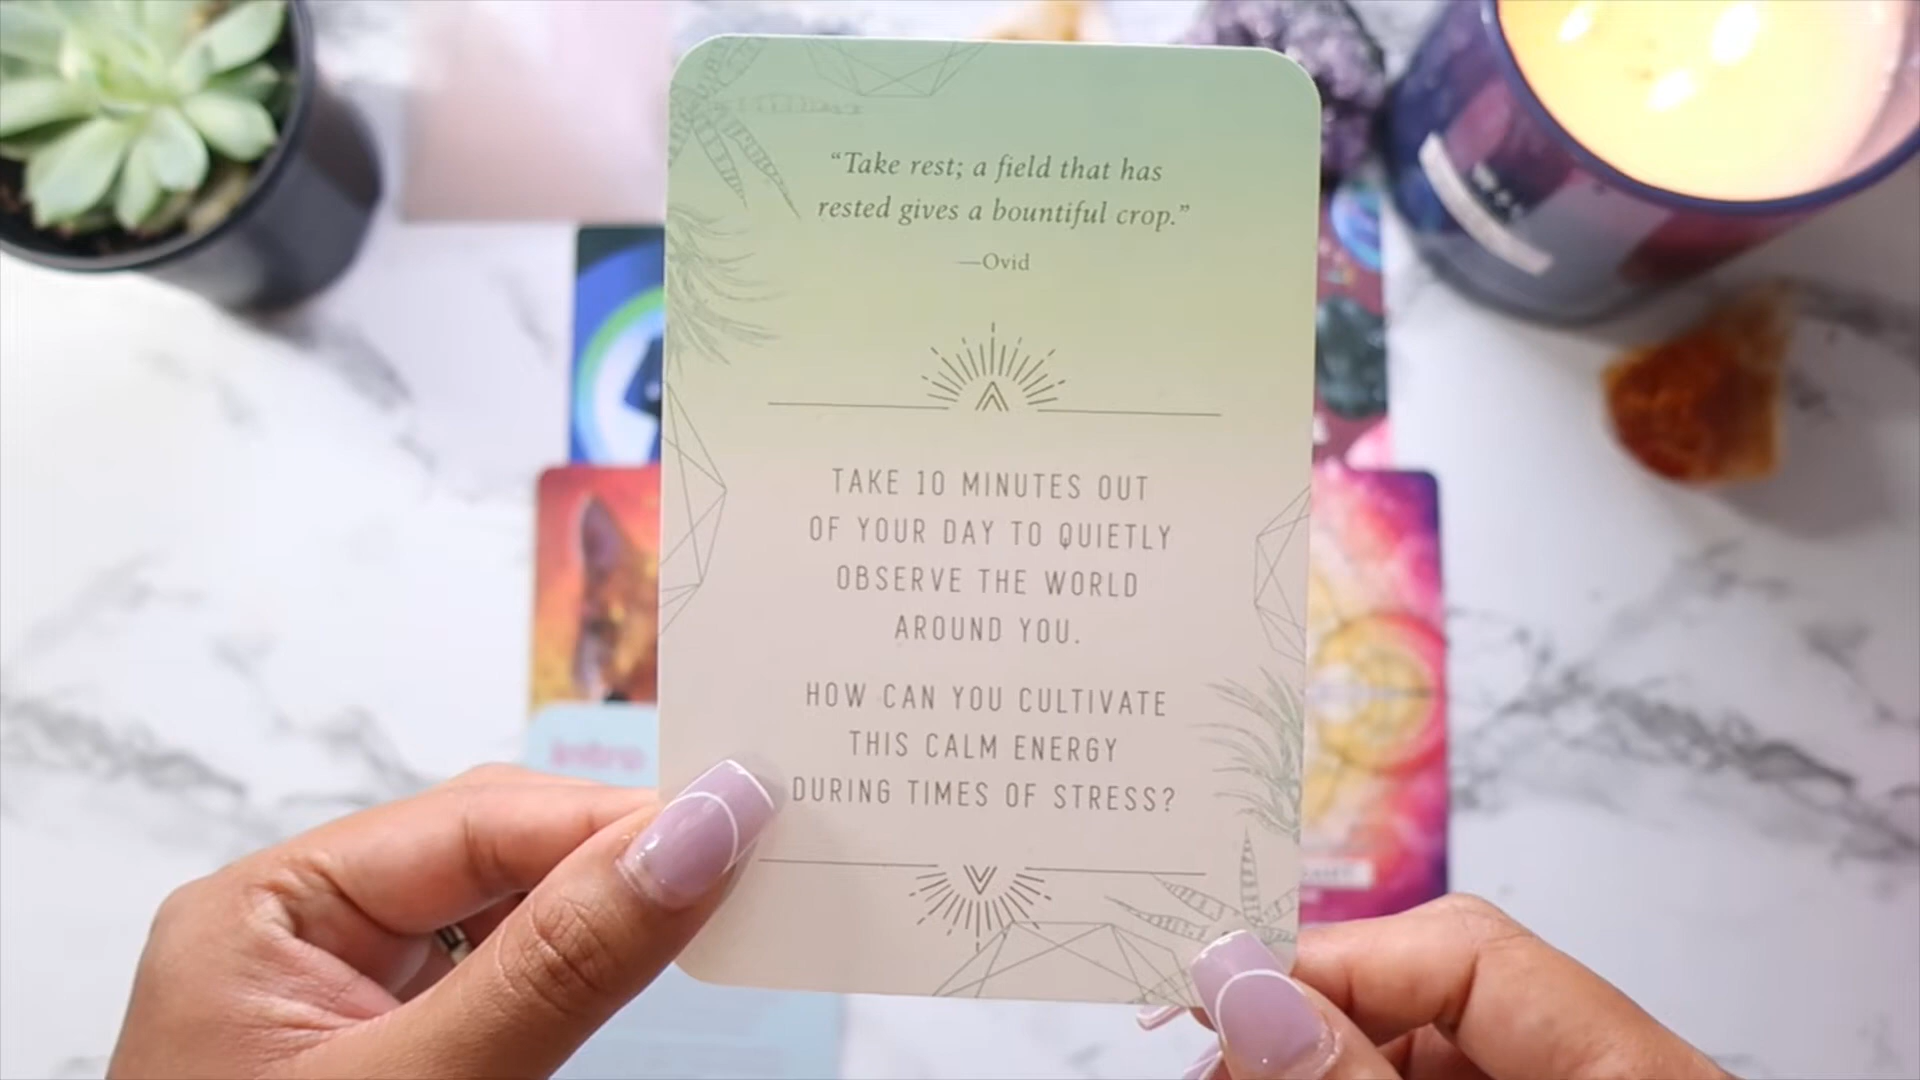 “Take rest; a field that has
rested gives a bountiful crop.”
—Ovid
TAKE 10 MINUTES OUT
OF YOUR DAY TO QUIETLY
OBSERVE THE WORLD
AROUND YOU.
HOW CAN YOU CULTIVATE
THIS CALM ENERGY
DURING TIMES OF STRESS?
intro